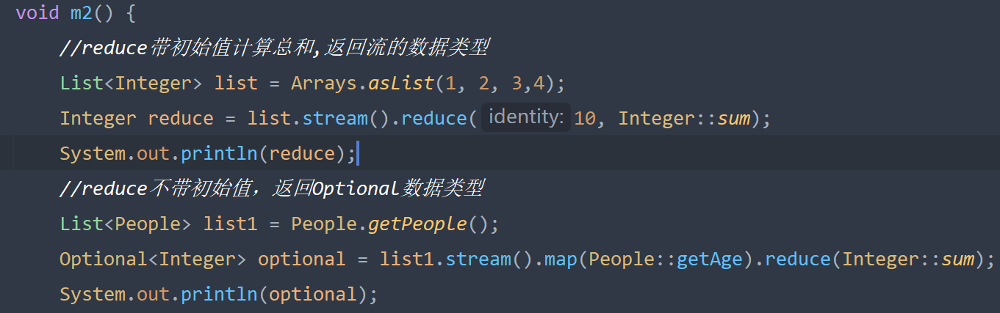 void m2() {
//reduce带初始值计算总和,返回流的数据类型
List<Integer> list = Arrays.asList(1, 2, 3,4);
Integer reduce = list.stream().reduce( identity: 10, Integer::sum);
System.out.println(reduce);
//reduce不带初始值，返回Optional数据类型
List<People> list1 = People.getPeople();
Optional<Integer> optional = list1.stream().map(People::getAge).reduce(Integer::sum);
System.out.println(optional);